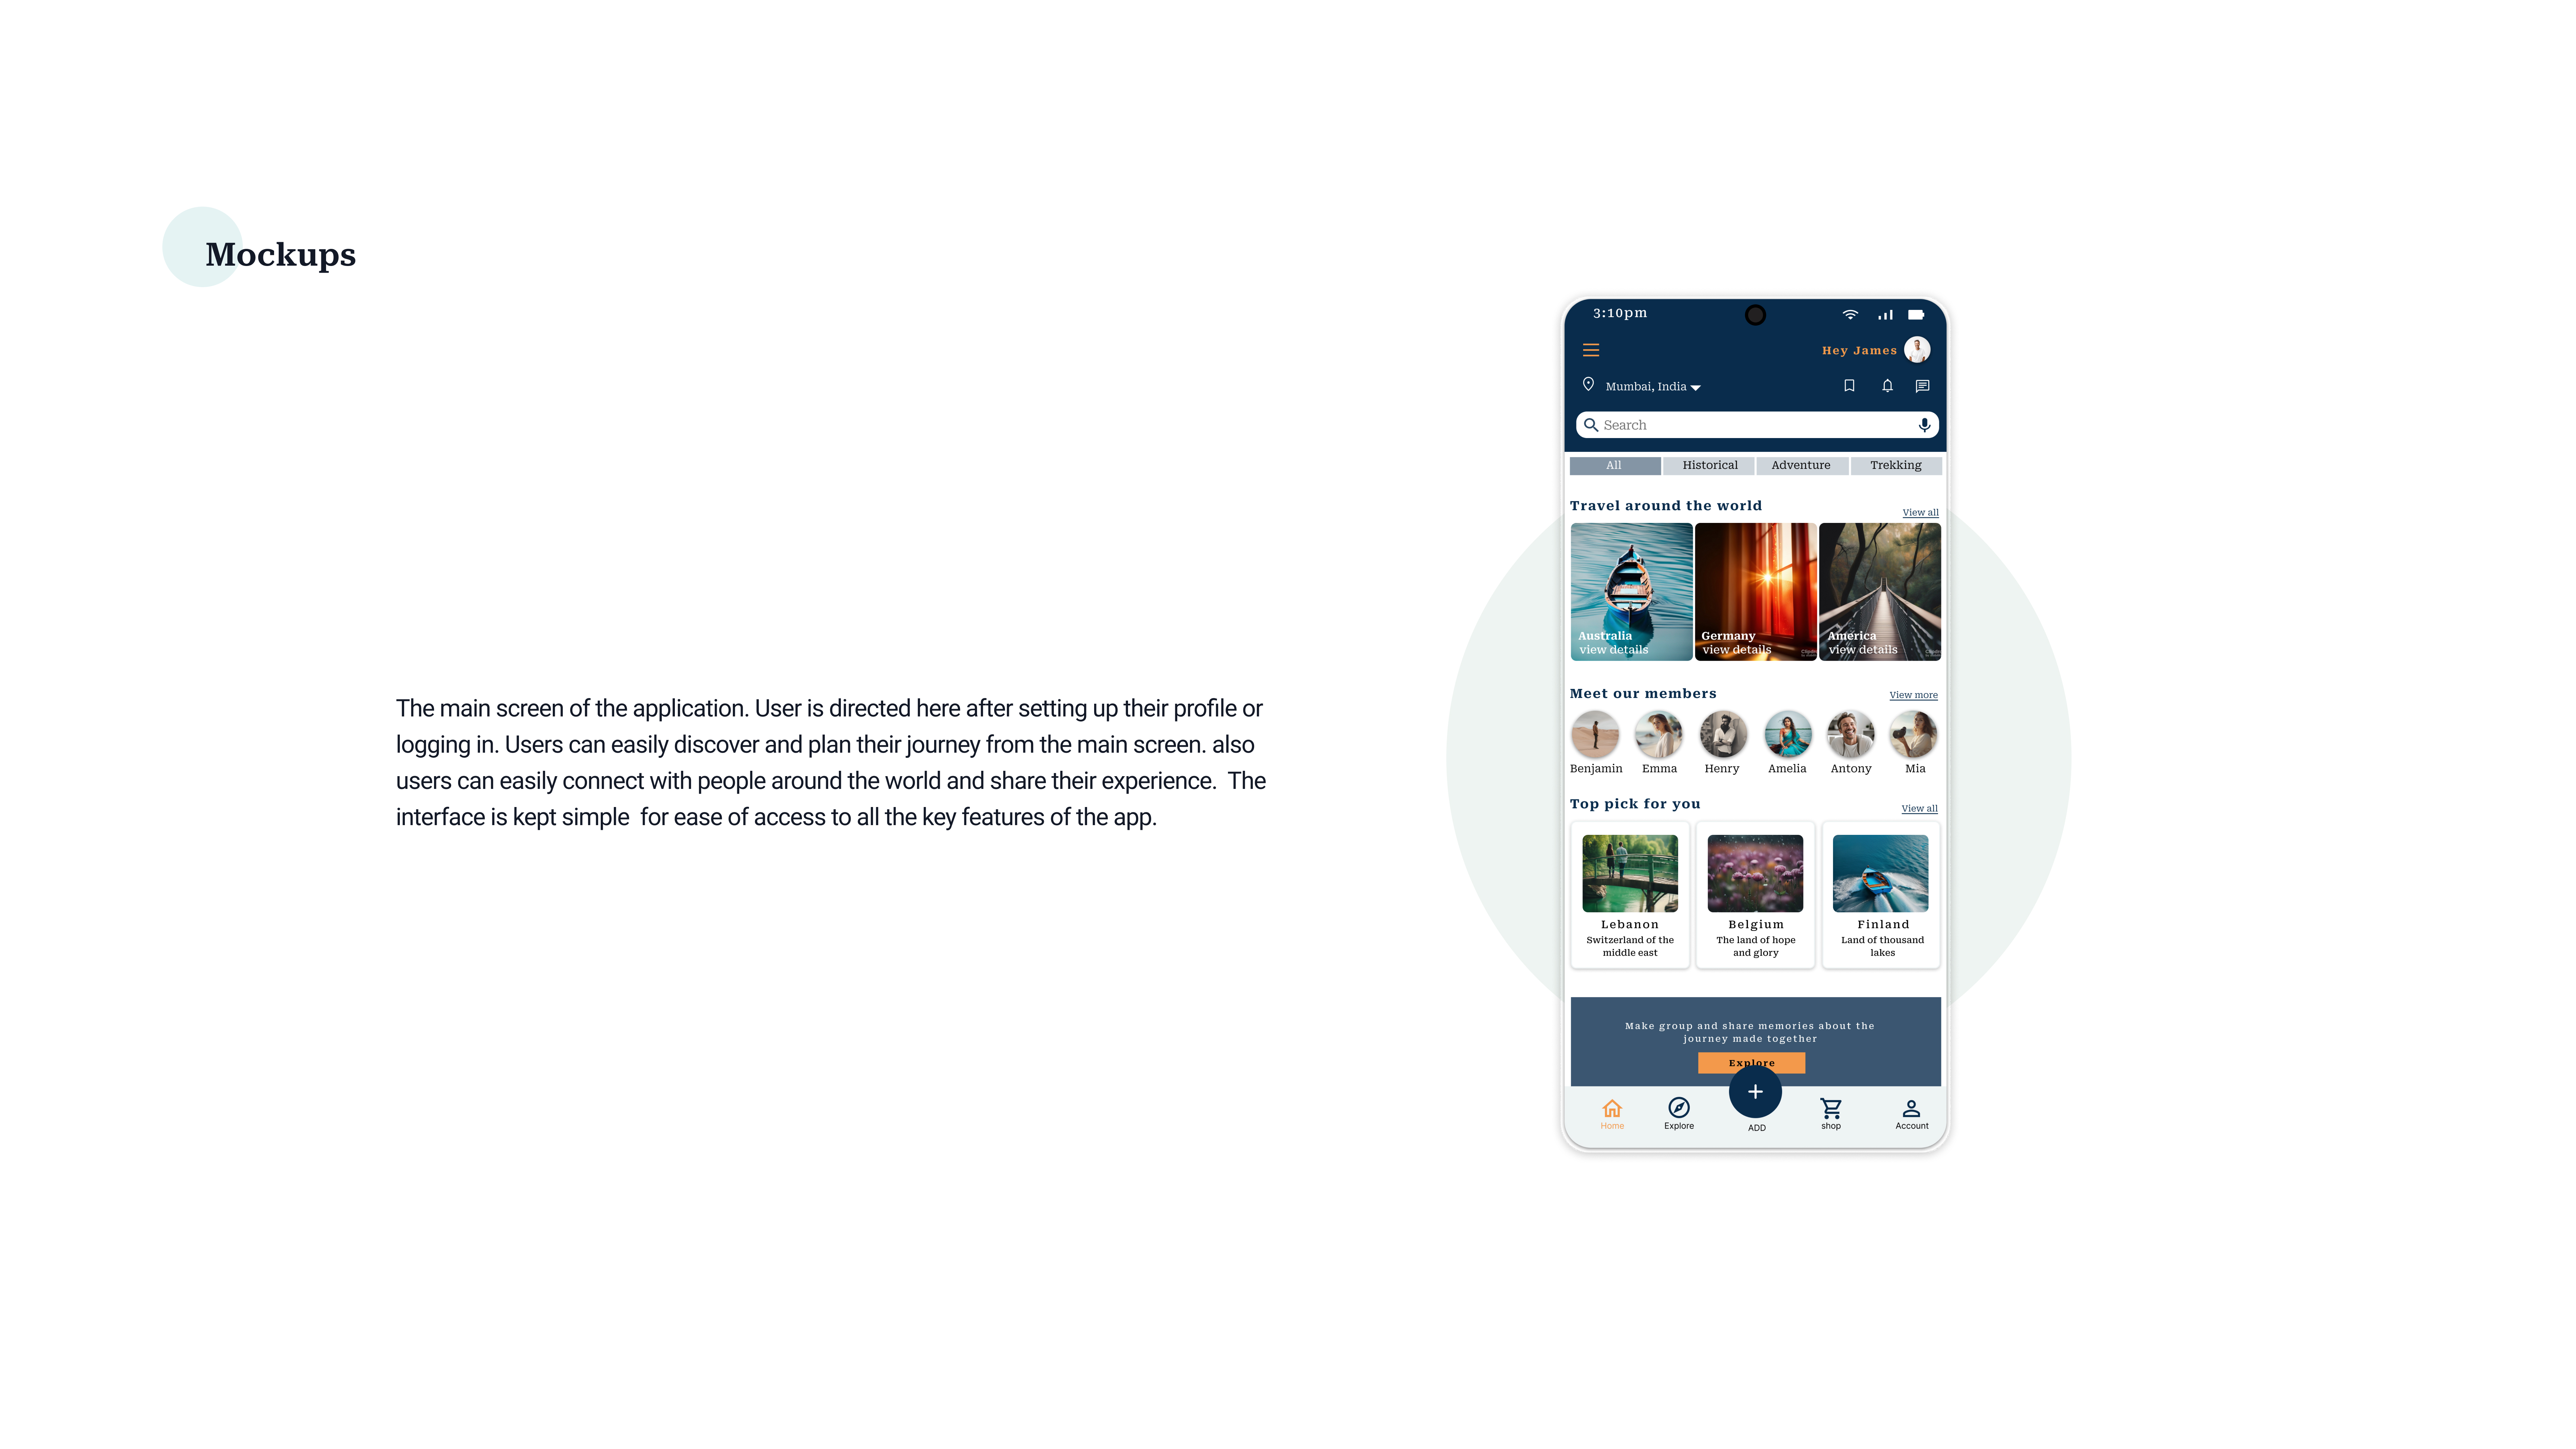 Mockups
The main screen of the application. User is directed here after setting up their profile or
logging in. Users can easily discover and plan their journey from the main screen. also
users can easily connect with people around the world and share their experience.  The
interface is kept simple  for ease of access to all the key features of the app.
3:10pm
Hey James
Mumbai, India
Search
All Historical Adventure Trekking
Travel around the world
View all
Australia Germany America
view details view details view details
Meet our members
View more
Benjamin Emma Henry Amelia Antony Mia
Top pick for you
View all
Lebanon Belgium Finland
Switzerland of the The land of hope Land of thousand
middle east and glory lakes
Make group and share memories about the
journey made together
Explore
Home Explore ADD shop Account